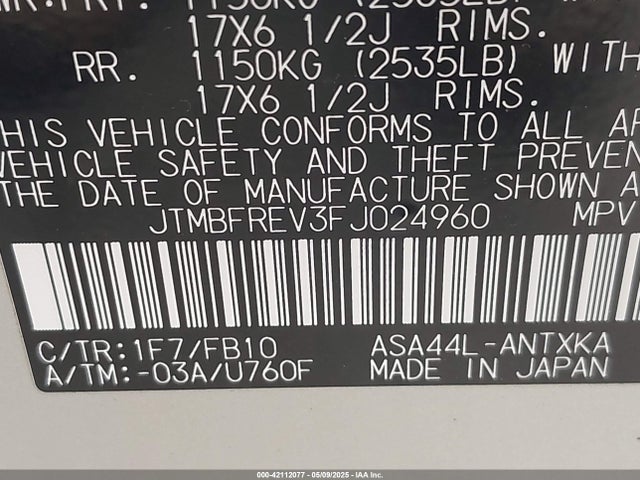 17X6 1/2J RIMS.
RR. 1150KG (2535LB) WITH
17X6 1/2J RIMS.
THIS VEHICLE CONFORMS TO ALL
VEHICLE SAFETY AND THEFT PREVEN
THE DATE OF MANUFACTURE SHOWN
JTMBFREV3FJ024960 MPV
C/TR:1F7/FB10 ASA44L-ANTXKA
A/TM:-03A/U760F MADE IN JAPAN
000-42112077 - 05/09/2025 - IAA Inc.